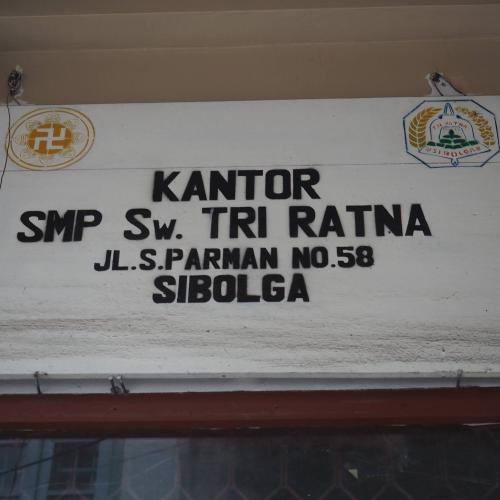 KANTOR
SMP Sw. TRI RATNA
JL.S.PARMAN NO.58
SIBOLGA